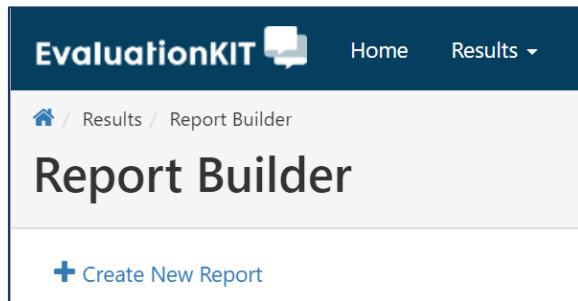 EvaluationKIT Home Results
/ Results / Report Builder
Report Builder
+ Create New Report